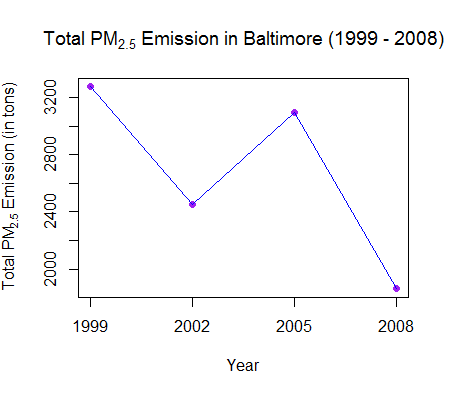 Total PM2.5 Emission in Baltimore (1999 - 2008)
Total PM2.5 Emission (in tons)
3200
2800
2400
2000
1999 2002 2005 2008
Year